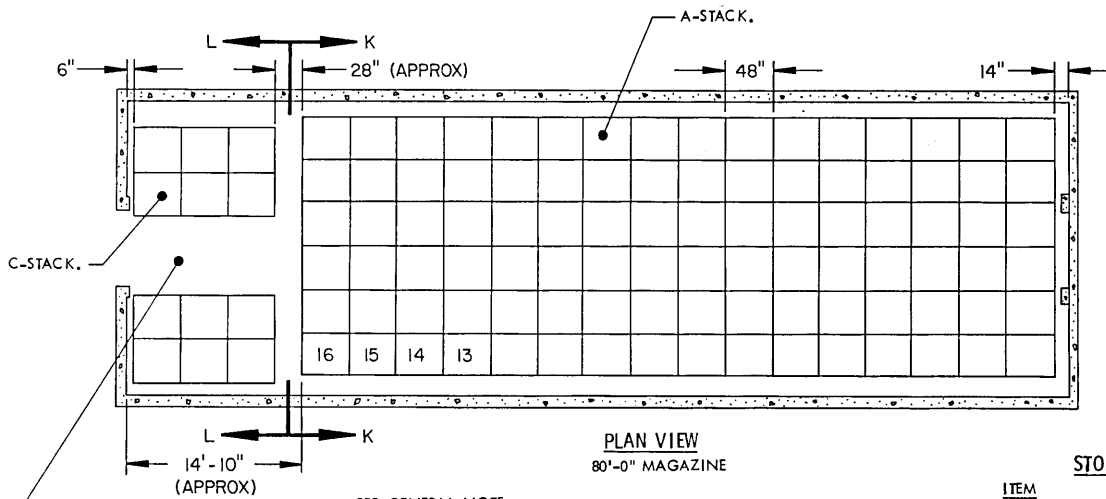 A-STACK.
L K
6" 28" (APPROX) 48" 14"
C-STACK.
16 15 14 13
L K
PLAN VIEW
14'-10" 80'-0" MAGAZINE STO
(APPROX)
ITEM